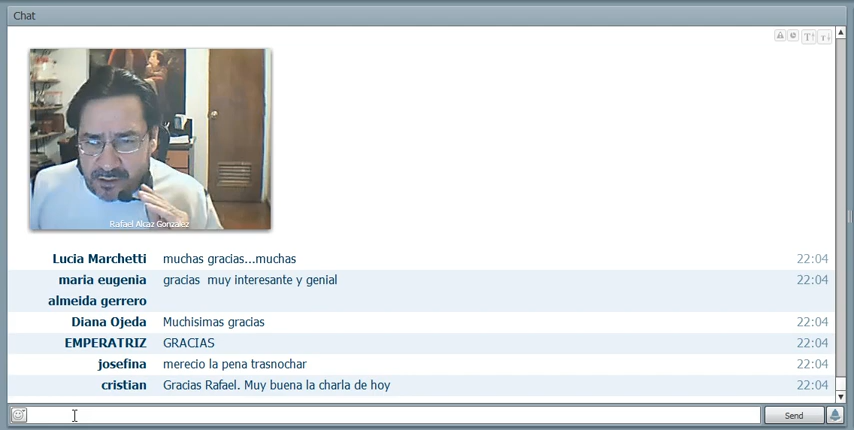 Chat
Rafael Alcaz Gonzalez
Lucia Marchetti muchas gracias...muchas 22:04
maria eugenia gracias muy interesante y genial 22:04
almeida gerrero
Diana Ojeda Muchisimas gracias 22:04
EMPERATRIZ GRACIAS 22:04
josefina merecio la pena trasnochar 22:04
cristian Gracias Rafael. Muy buena la charla de hoy 22:04
Send